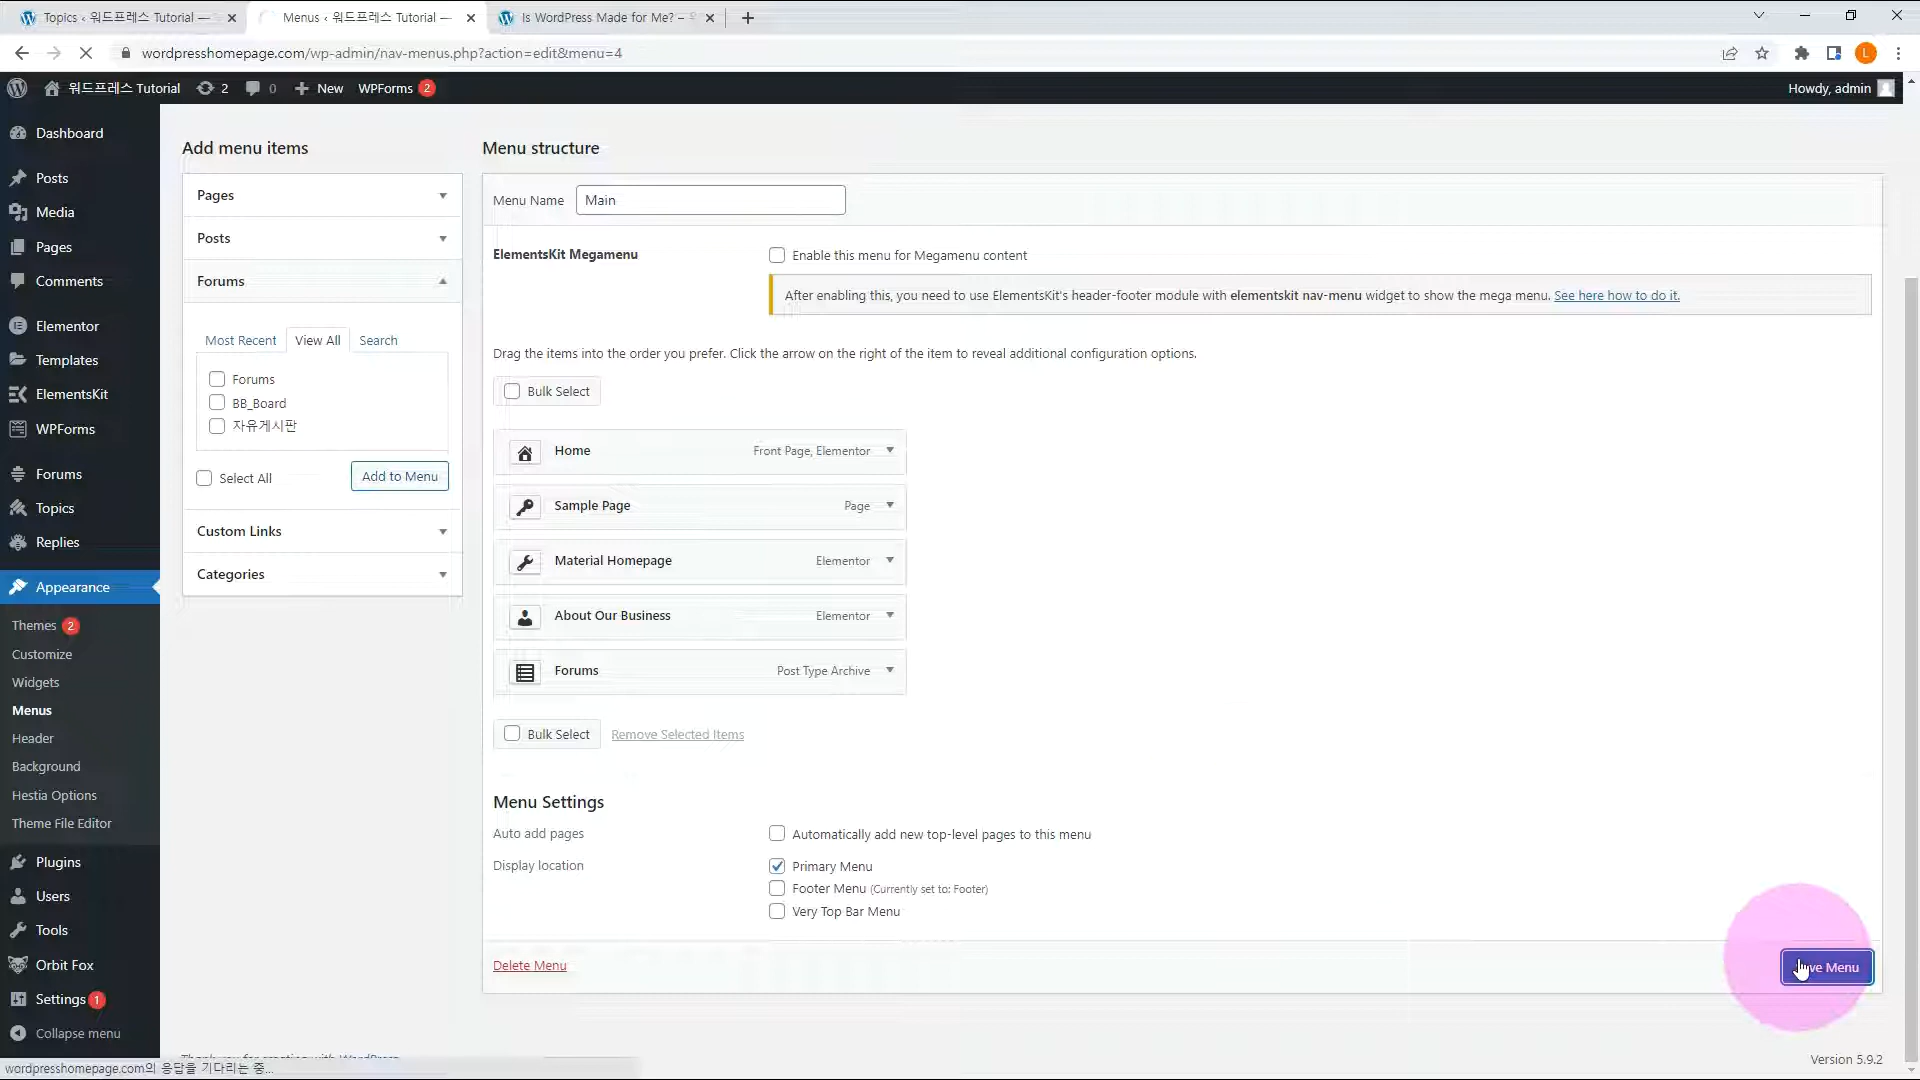 Topics ‹ 워드프레스 Tutorial —
Menus ‹ 워드프레스 Tutorial —
Is WordPress Made for Me? –
wordpresshomepage.com/wp-admin/nav-menus.php?action=edit&menu=4
L
워드프레스 Tutorial
2
0
New
WPForms 2
Howdy, admin
Dashboard
Posts
Media
Pages
Comments
Elementor
Templates
ElementsKit
WPForms
Forums
Topics
Replies
Appearance
Themes 2
Customize
Widgets
Menus
Header
Background
Hestia Options
Theme File Editor
Plugins
Users
Tools
Orbit Fox
Settings 1
Collapse menu
Add menu items
Pages
Posts
Forums
Most Recent View All Search
Forums
BB_Board
자유게시판
Select All
Add to Menu
Custom Links
Categories
Menu structure
Menu Name Main
ElementsKit Megamenu
Enable this menu for Megamenu content
After enabling this, you need to use ElementsKit's header-footer module with elementskit nav-menu widget to show the mega menu. See here how to do it.
Drag the items into the order you prefer. Click the arrow on the right of the item to reveal additional configuration options.
Bulk Select
Home Front Page, Elementor
Sample Page Page
Material Homepage Elementor
About Our Business Elementor
Forums Post Type Archive
Bulk Select Remove Selected Items
Menu Settings
Auto add pages
Automatically add new top-level pages to this menu
Display location
Primary Menu
Footer Menu (Currently set to: Footer)
Very Top Bar Menu
Delete Menu
Menu
Thank you for creating with WordPress
Version 5.9.2
wordpresshomepage.com의 응답을 기다리는 중...